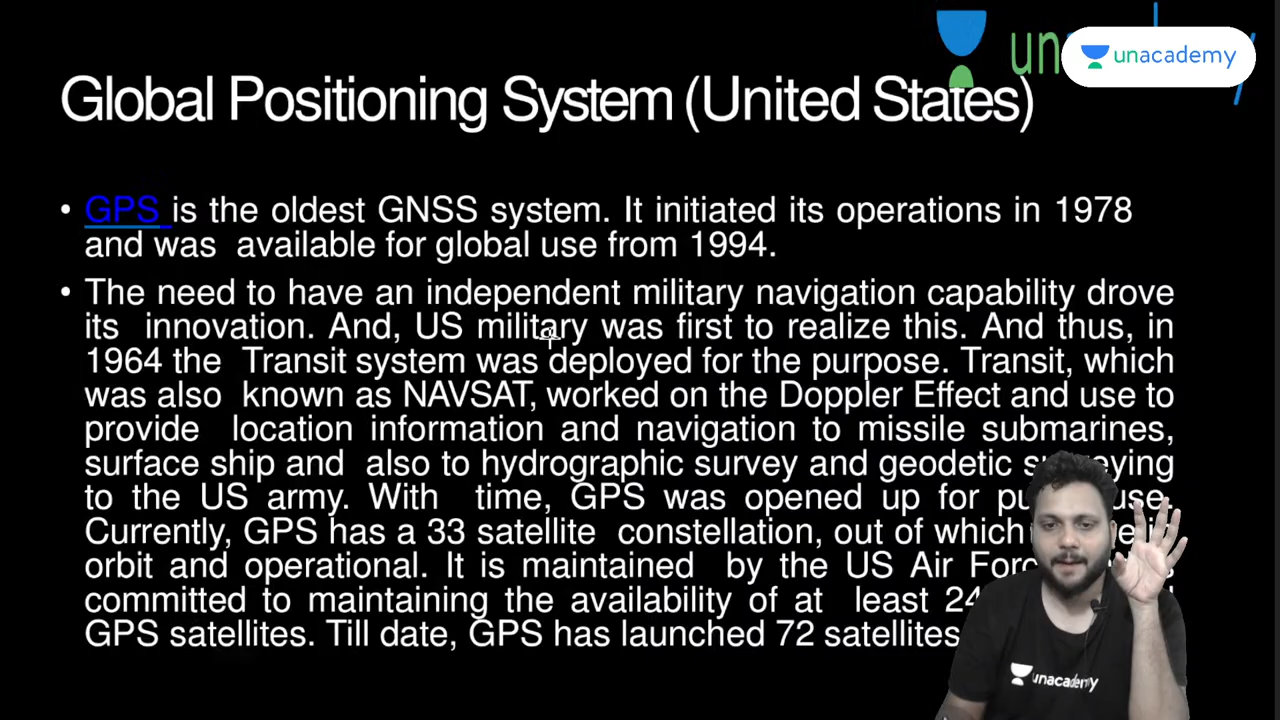 unacademy
un
y
Global Positioning System (United States)
• GPS is the oldest GNSS system. It initiated its operations in 1978
and was available for global use from 1994.
• The need to have an independent military navigation capability drove
its innovation. And, US military was first to realize this. And thus, in
1964 the Transit system was deployed for the purpose. Transit, which
was also known as NAVSAT, worked on the Doppler Effect and use to
provide location information and navigation to missile submarines,
surface ship and also to hydrographic survey and geodetic surveying
to the US army. With time, GPS was opened up for use.
Currently, GPS has a 33 satellite constellation, out of which
orbit and operational. It is maintained by the US Air
committed to maintaining the availability of at least 24
GPS satellites. Till date, GPS has launched 72 satellites
unacademy